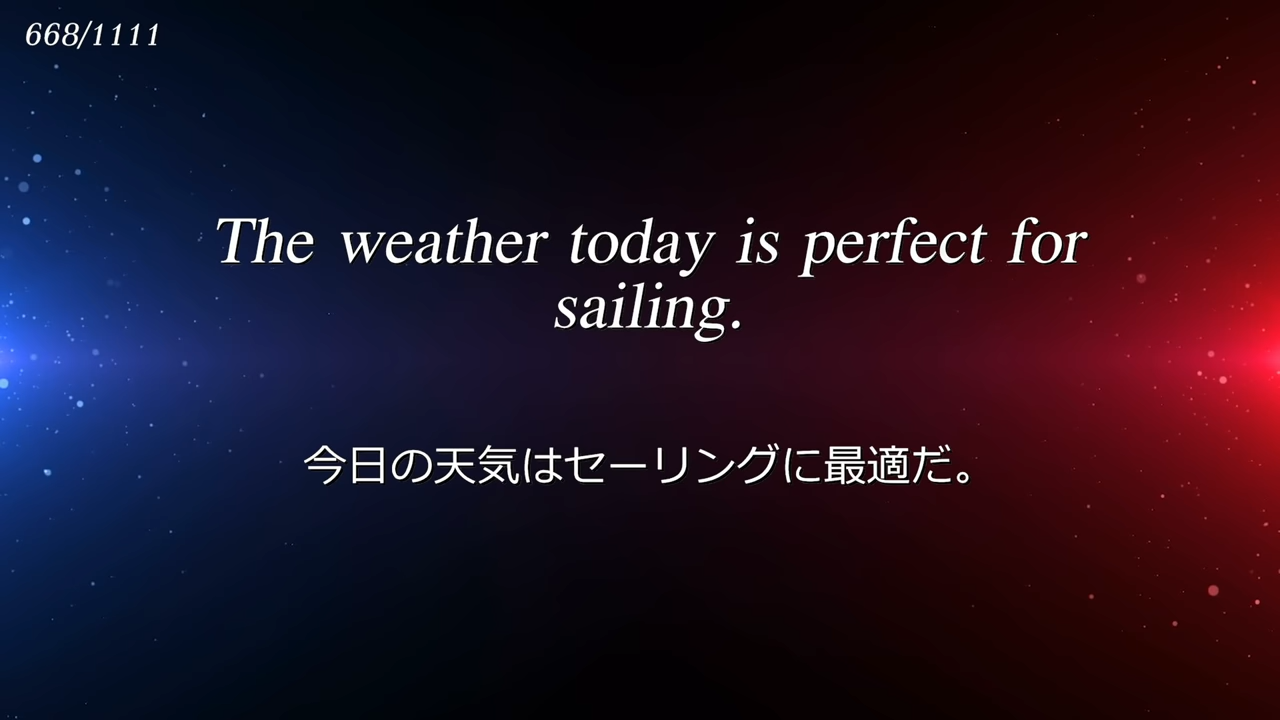 668/1111
The weather today is perfect for
sailing.
今日の天気はセーリングに最適だ。